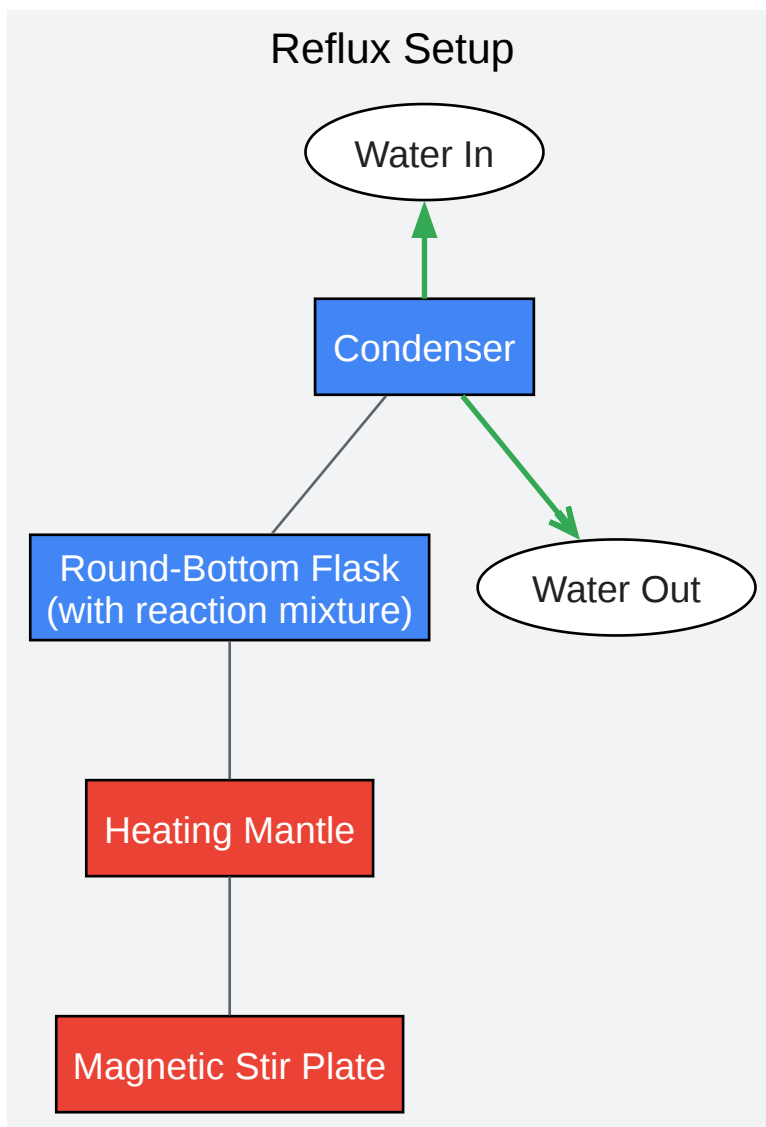 Reflux Setup
Water In
Condenser
Round-Bottom Flask
(with reaction mixture)
Water Out
Heating Mantle
Magnetic Stir Plate